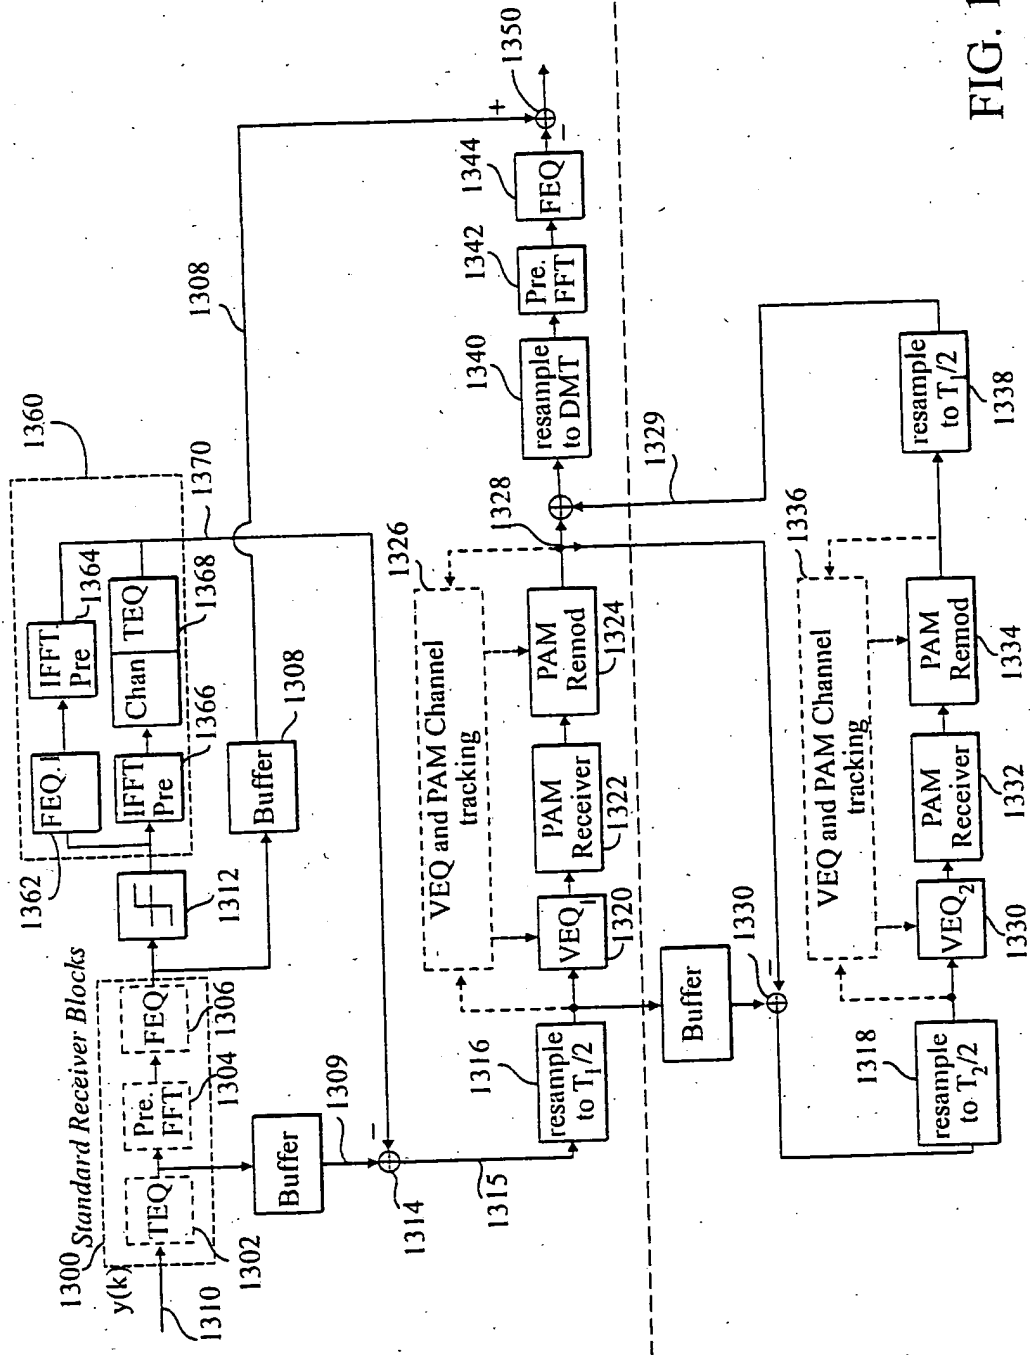 1300
Standard Receiver Blocks
y(k)
1310
TEQ
1302
Pre.
FFT
1304
FEQ
1306
1312
1360
FEQ.1
1362
IFFT
Pre
1364
IFFT
Pre
1366
Chan
TEQ
1368
1370
Buffer
1308
1308
Buffer
1309
1314
1315
−
resample
to T1/2
1316
VEQ1
1320
PAM
Receiver
1322
PAM
Remod
1324
VEQ and PAM Channel
tracking
1326
1328
1329
resample
to DMT
1340
Pre.
FFT
1342
FEQ
1344
+
−
1350
Buffer
1330
−
resample
to T2/2
1318
VEQ2
1330
PAM
Receiver
1332
PAM
Remod
1334
VEQ and PAM Channel
tracking
1336
resample
to T1/2
1338
FIG. 1